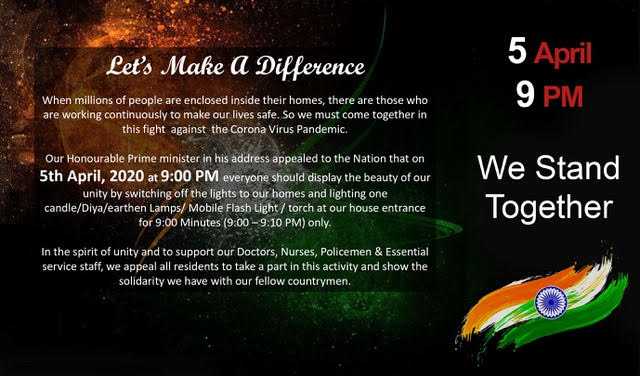 Let's Make A Difference
When millions of people are enclosed inside their homes, there are those who
are working continuously to make our lives safe. So we must come together in
this fight against the Corona Virus Pandemic.
Our Honourable Prime minister in his address appealed to the Nation that on
5th April, 2020 at 9:00 PM everyone should display the beauty of our
unity by switching off the lights to our homes and lighting one
candle/Diya/earthen Lamps/ Mobile Flash Light / torch at our house entrance
for 9:00 Minutes (9:00 – 9:10 PM) only.
In the spirit of unity and to support our Doctors, Nurses, Policemen & Essential
service staff, we appeal all residents to take a part in this activity and show the
solidarity we have with our fellow countrymen.
5 April
9 PM
We Stand
Together